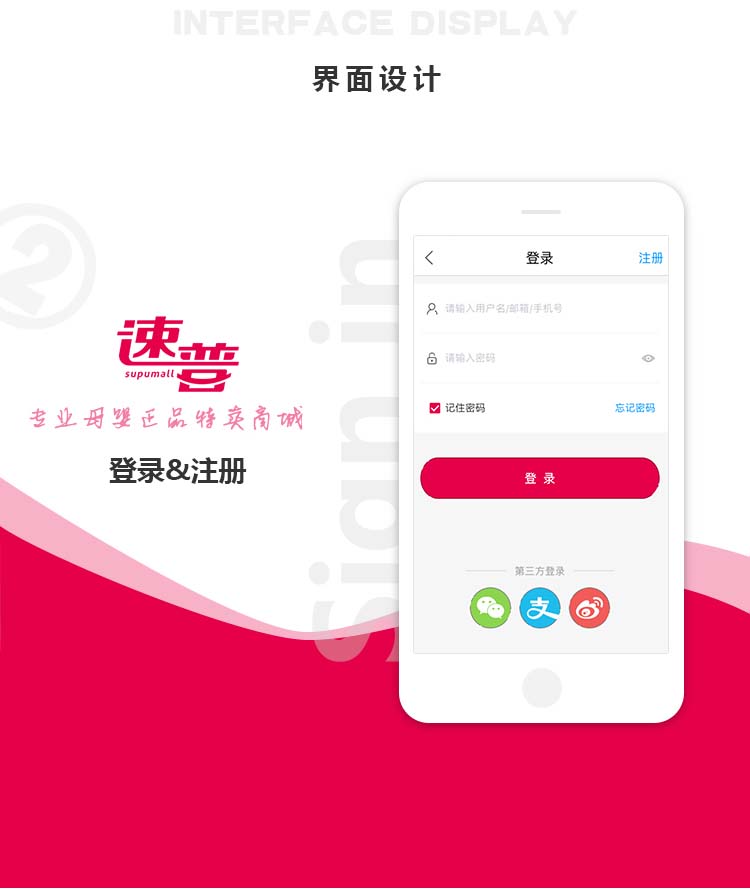 INTERFACE DISPLAY
界面设计
2
速普
supumall
专业母婴正品特卖商城
登录&注册
Sign in
登录
注册
请输入用户名/邮箱/手机号
请输入密码
记住密码
忘记密码
登 录
第三方登录
支